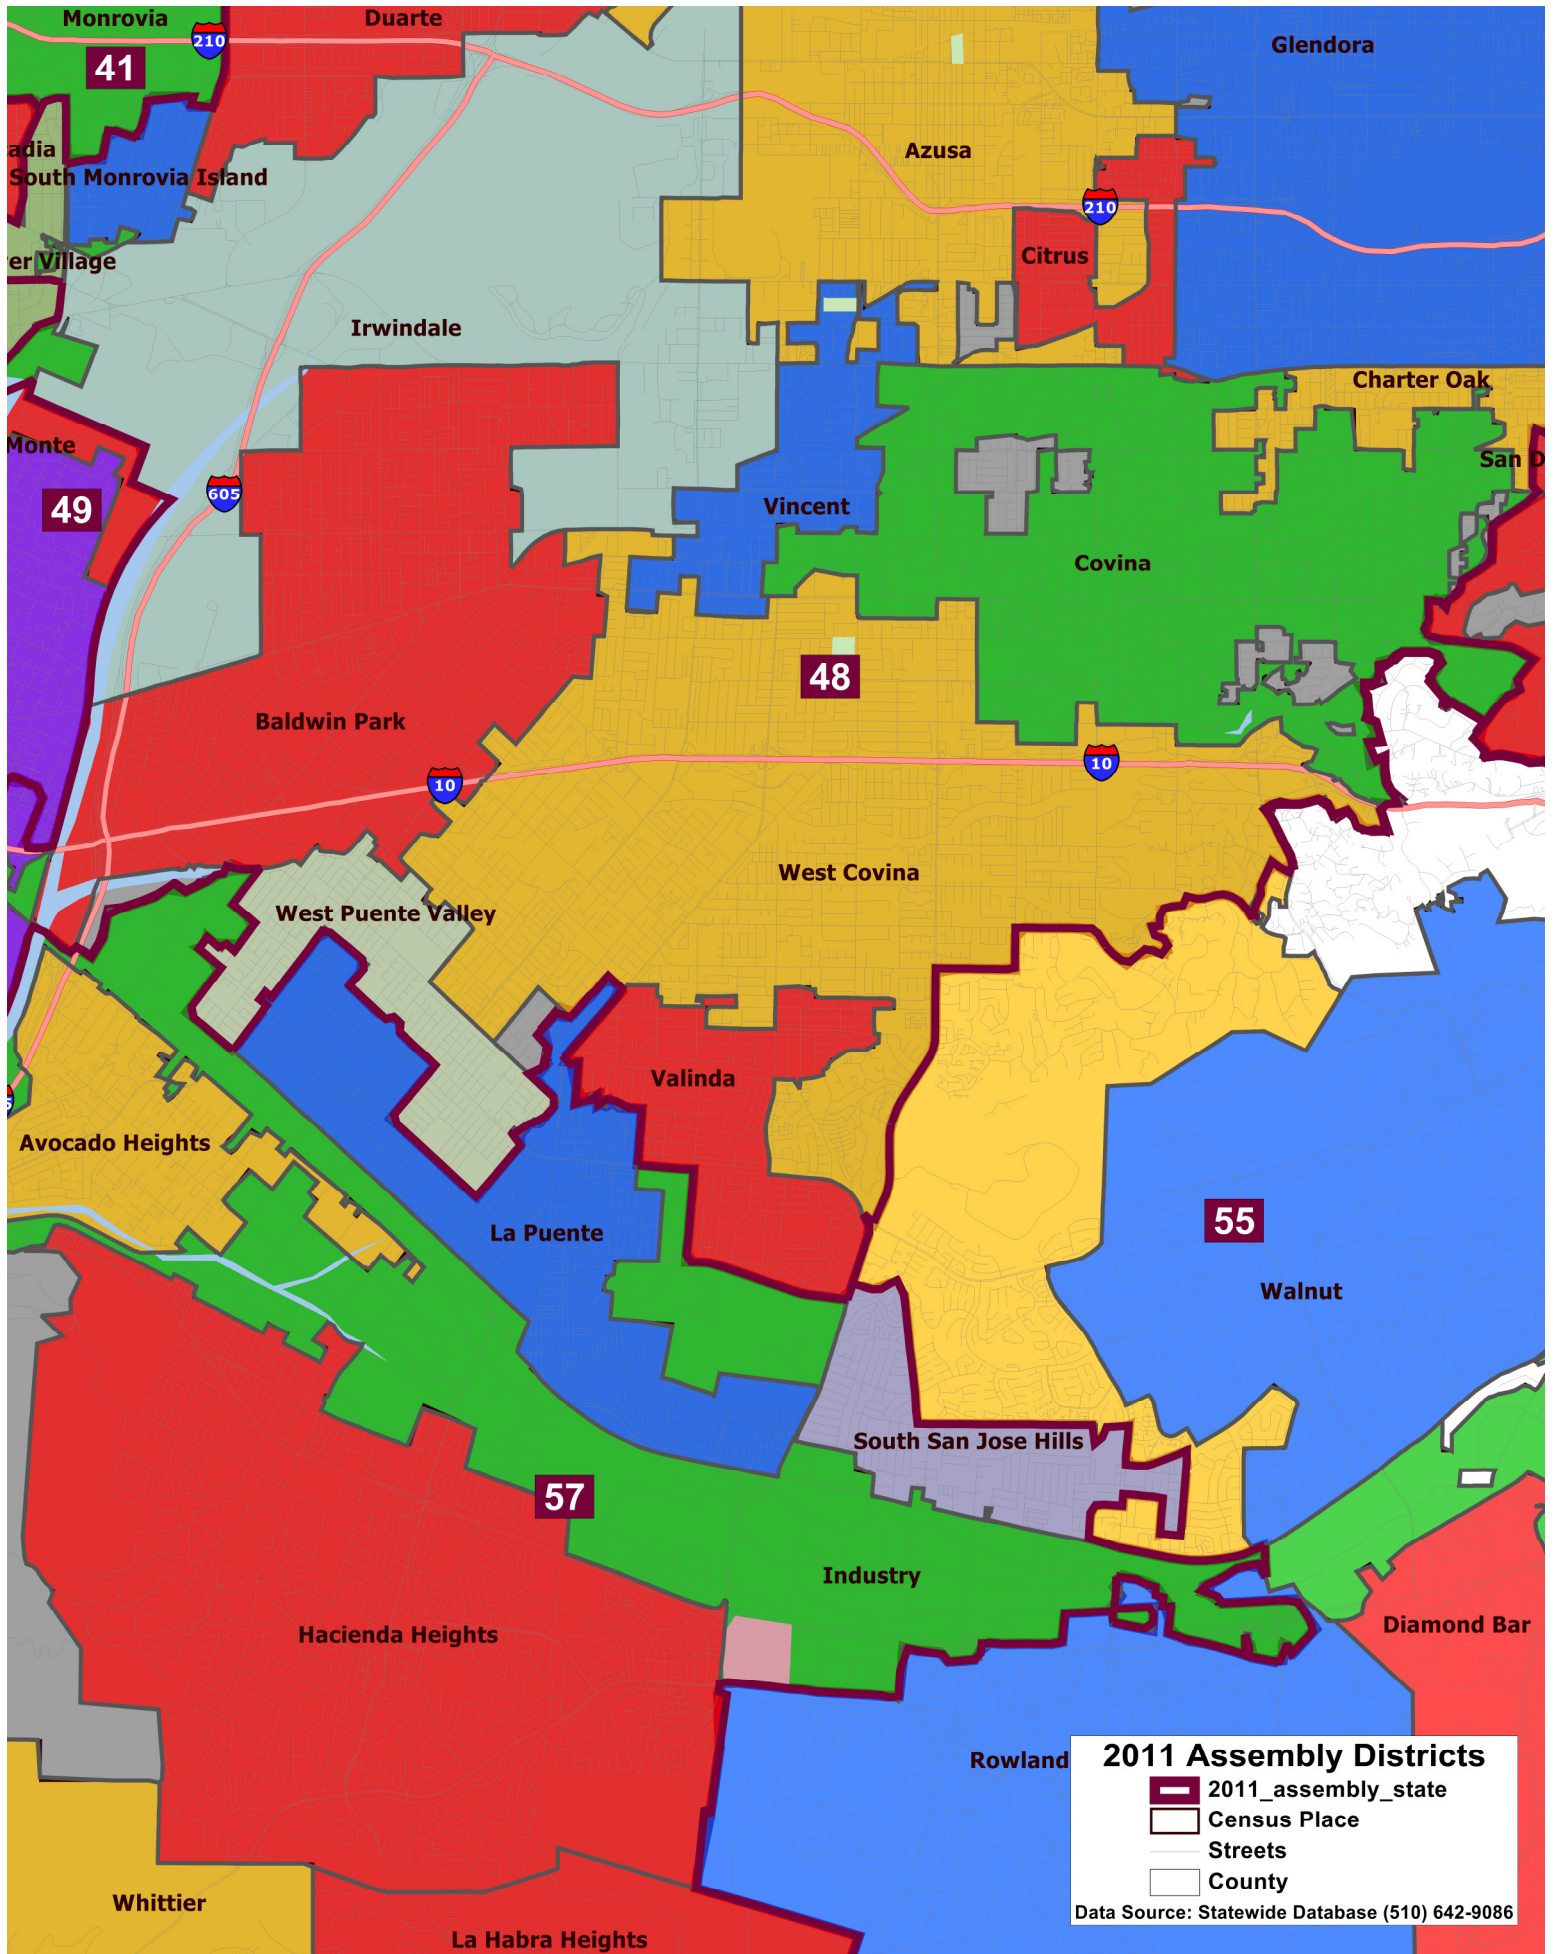 Monrovia
Duarte
210
Glendora
41
adia
Azusa
South Monrovia Island
210
Citrus
er Village
Irwindale
Charter Oak
Monte
San D
605
49
Vincent
Covina
48
Baldwin Park
10
10
West Covina
West Puente Valley
Valinda
5
Avocado Heights
55
La Puente
Walnut
South San Jose Hills
57
Industry
Hacienda Heights
Diamond Bar
Rowland
Whittier
La Habra Heights
2011 Assembly Districts
2011_assembly_state
Census Place
Streets
County
Data Source: Statewide Database (510) 642-9086